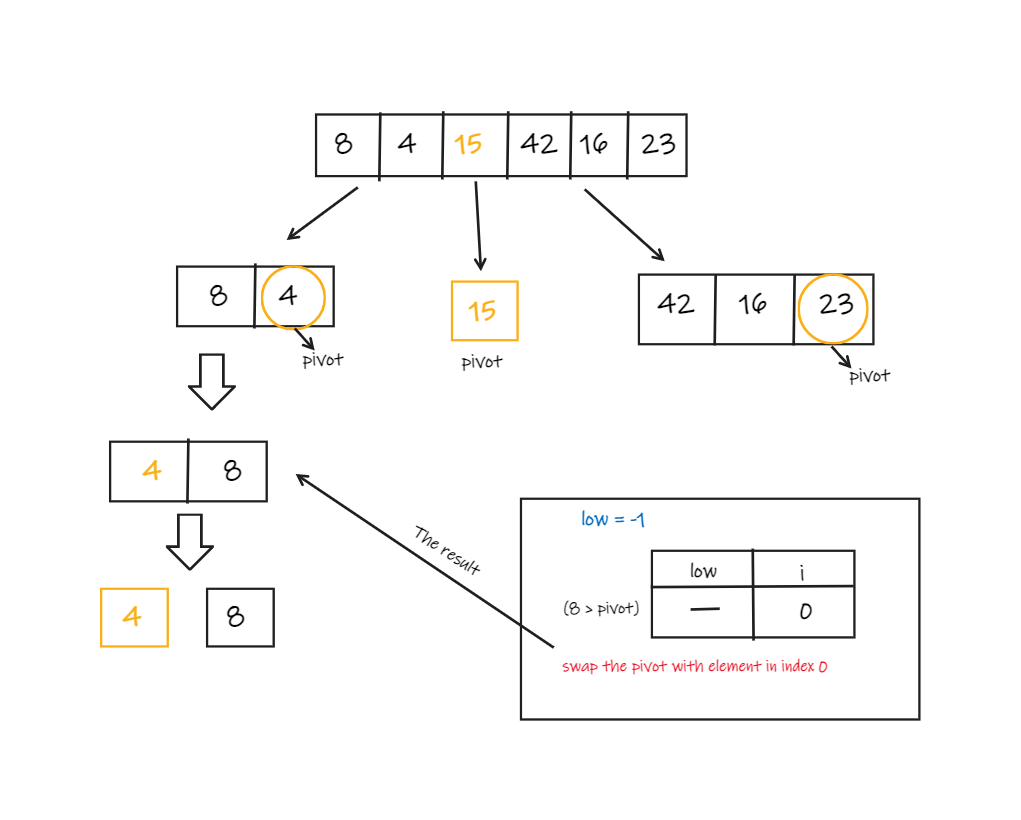 8 4 15 42 16 23
8 4
15
42 16 23
pivot
pivot
pivot
4 8
The result
low = -1
low i
(8 > pivot) — 0
4 8
swap the pivot with element in index 0